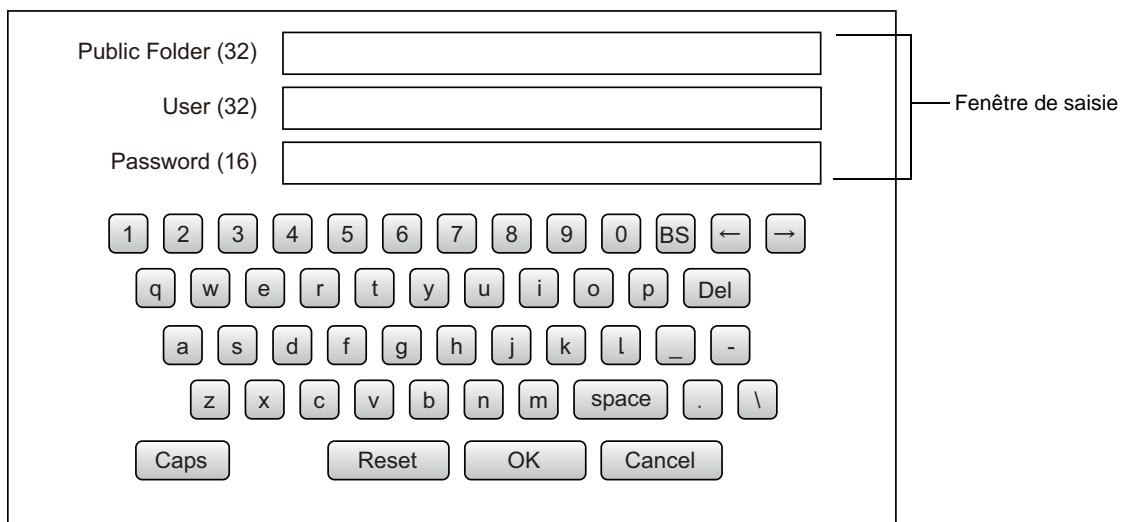 Public Folder (32)
User (32)
Password (16)
Fenêtre de saisie
1 2 3 4 5 6 7 8 9 0 BS ← →
q w e r t y u i o p Del
a s d f g h j k l _ -
z x c v b n m space . \
Caps Reset OK Cancel